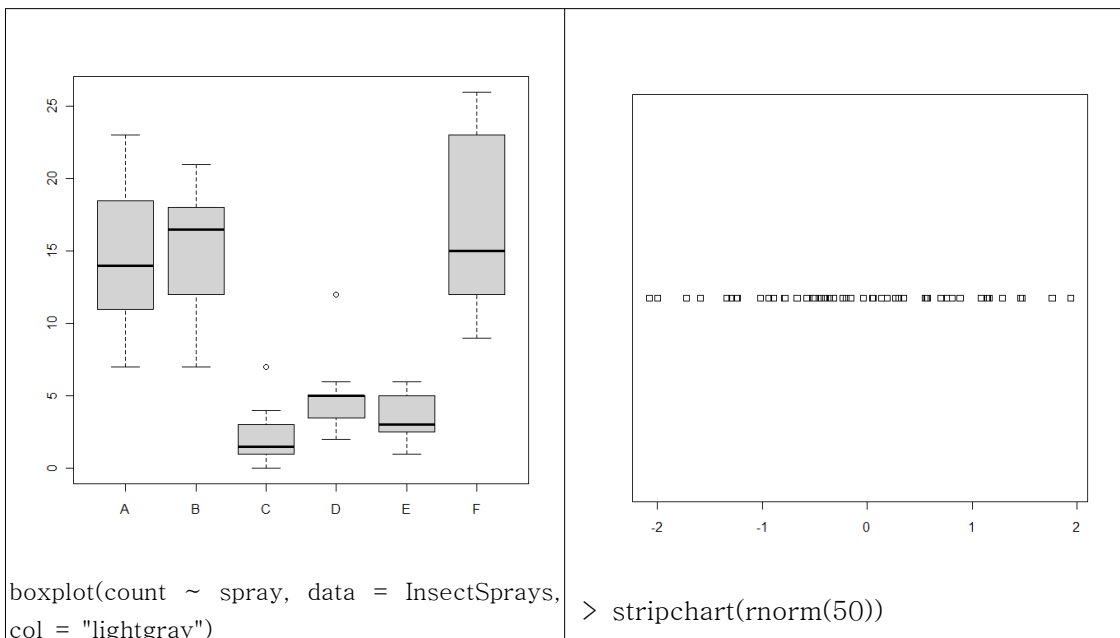 25
20
15
10
5
0
A B C D E F
boxplot(count ~ spray, data = InsectSprays,
col = "lightgray")
-2 -1 0 1 2
> stripchart(rnorm(50))